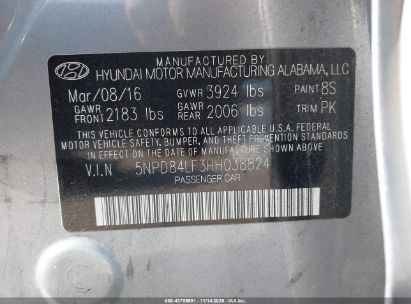 MANUFACTURED BY
HYUNDAI MOTOR MANUFACTURING ALABAMA, LLC
Mar/08/16 GVWR 3924 lbs PAINT 8S
GAWR FRONT 2183 lbs GAWR REAR 2006 lbs TRIM PK
THIS VEHICLE CONFORMS TO ALL APPLICABLE U.S.A. FEDERAL
MOTOR VEHICLE SAFETY, BUMPER, AND THEFT PREVENTION
STANDARDS IN EFFECT ON THE DATE OF MANUFACTURE
SHOWN ABOVE.
V.I.N 5NPD84LF3HH038824
PASSENGER CAR